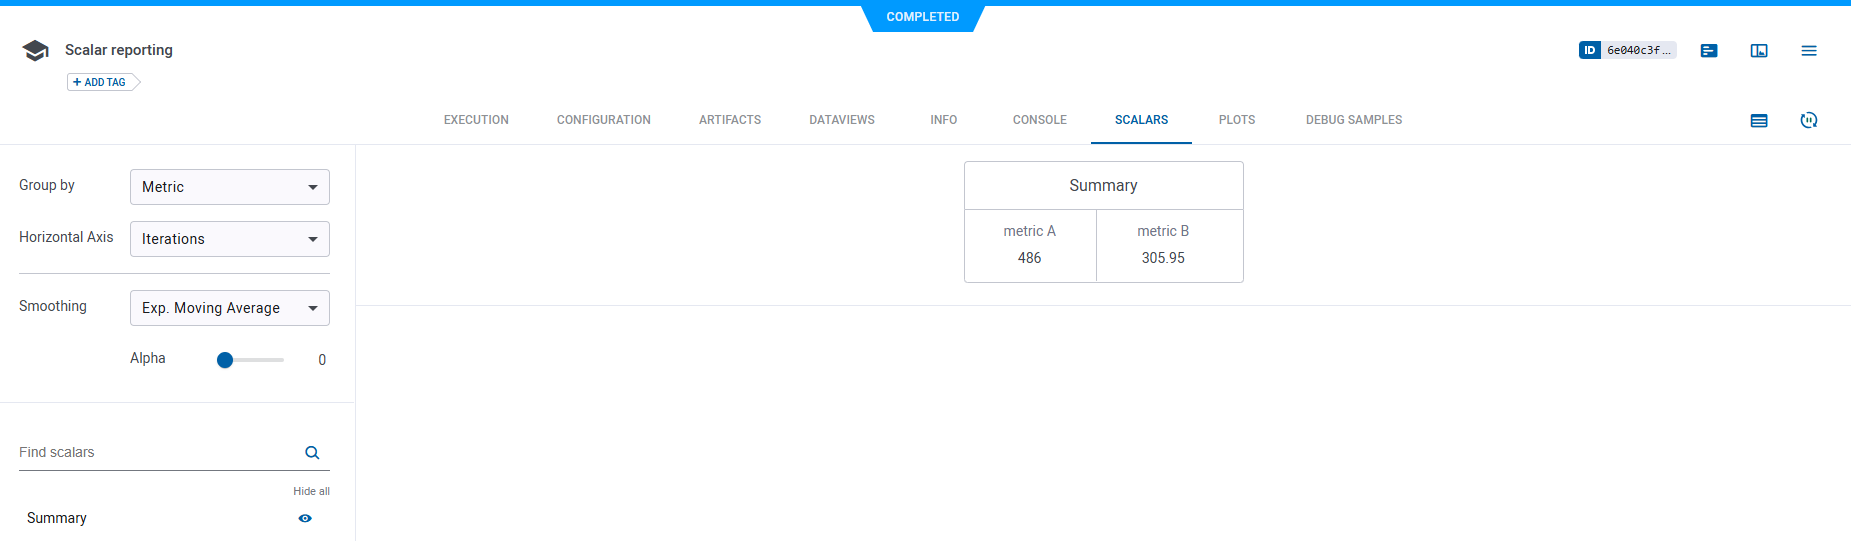 COMPLETED
Scalar reporting
ID 6e040c3f...
+ ADD TAG
EXECUTION CONFIGURATION ARTIFACTS DATAVIEWS INFO CONSOLE SCALARS PLOTS DEBUG SAMPLES
Group by Metric
Horizontal Axis Iterations
Smoothing Exp. Moving Average
Alpha 0
Find scalars
Hide all
Summary
Summary
metric A metric B
486 305.95